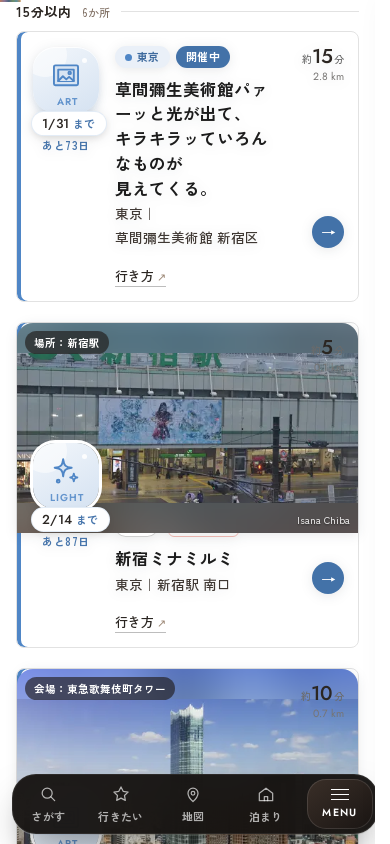 15分以内 6か所
東京 開催中
約15分
2.8 km
ART
1/31 まで
あと73日
草間彌生美術館パァ
ーッと光が出て、
キラキラッていろん
なものが
見えてくる。
東京｜
草間彌生美術館 新宿区
→
行き方 ↗
場所：新宿駅
5
新宿駅
LIGHT
2/14 まで
あと87日
Isana Chiba
新宿ミナミルミ
東京｜新宿駅 南口
→
行き方 ↗
会場：東急歌舞伎町タワー
約10分
0.7 km
ART
さがす
行きたい
地図
泊まり
MENU